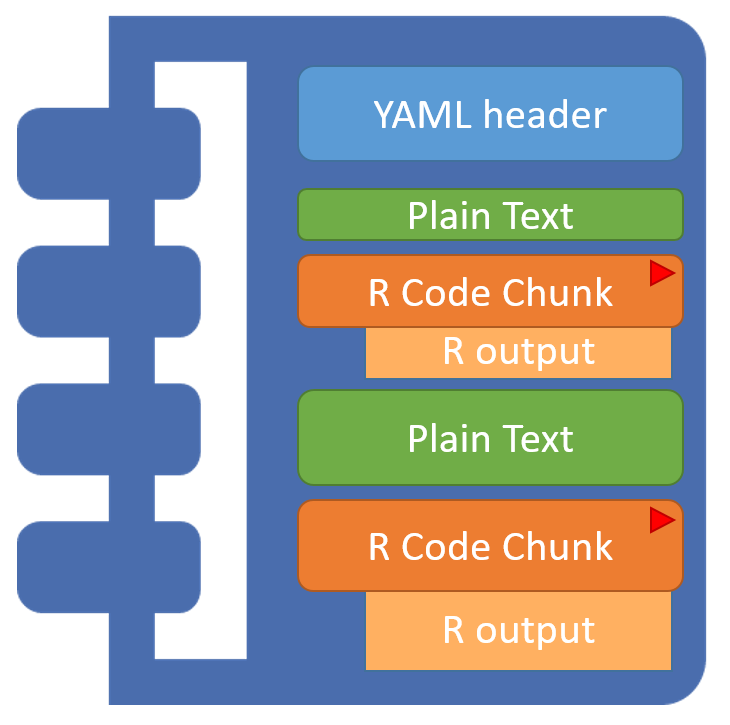 YAML header
Plain Text
R Code Chunk
R output
Plain Text
R Code Chunk
R output